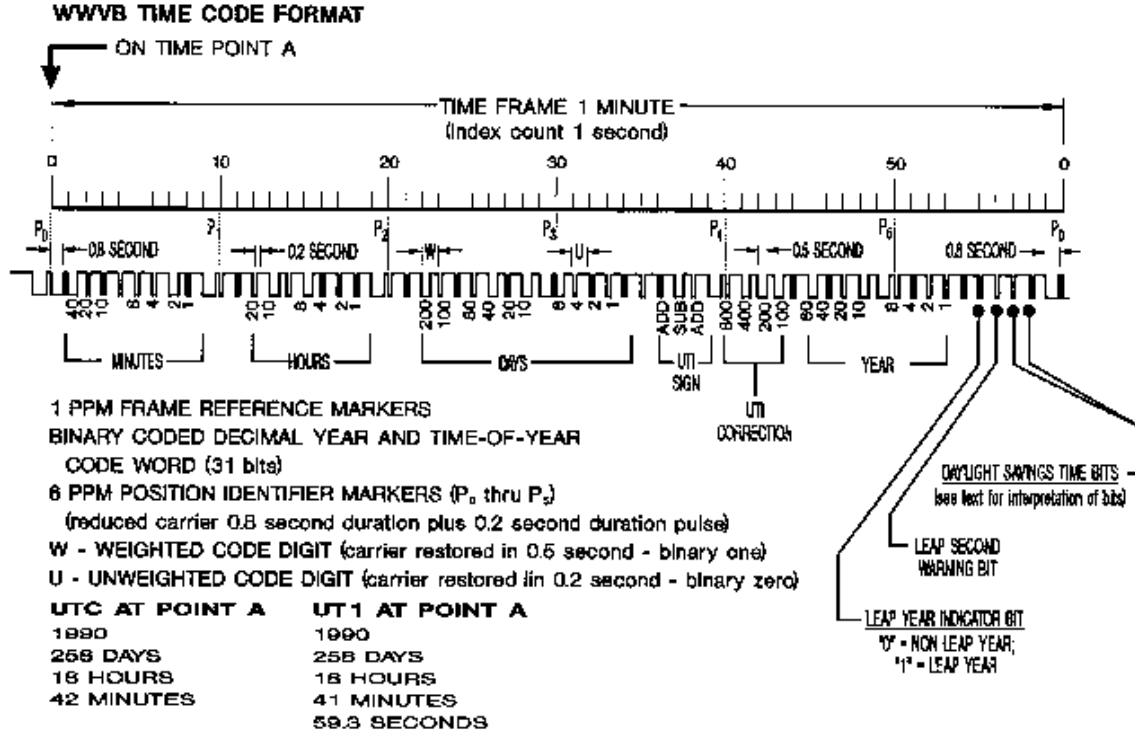 WWVB TIME CODE FORMAT
ON TIME POINT A
TIME FRAME 1 MINUTE
(Index count 1 second)
0 10 20 30 40 50 0
P0 P P2 P3 P4 P5 P0
0.8 SECOND 0.2 SECOND W U 0.5 SECOND 0.8 SECOND
40 20 10 8 4 2 1 20 10 8 4 2 1 200 100 80 40 20 10 8 4 2 1 ADD SUB ADD 800 400 200 100 80 40 20 10 8 4 2 1
MINUTES HOURS DAYS UTI SIGN UTI CORRECTION YEAR
1 PPM FRAME REFERENCE MARKERS
BINARY CODED DECIMAL YEAR AND TIME-OF-YEAR
CODE WORD (31 bits)
6 PPM POSITION IDENTIFIER MARKERS (P0 thru P5)
(reduced carrier 0.8 second duration plus 0.2 second duration pulse)
W - WEIGHTED CODE DIGIT (carrier restored in 0.5 second - binary one)
U - UNWEIGHTED CODE DIGIT (carrier restored in 0.2 second - binary zero)
DAYLIGHT SAVINGS TIME BITS
(see text for interpretation of bits)
LEAP SECOND
WARNING BIT
LEAP YEAR INDICATOR BIT
"0" = NON LEAP YEAR;
"1" = LEAP YEAR
UTC AT POINT A UT1 AT POINT A
1990 1990
258 DAYS 258 DAYS
18 HOURS 18 HOURS
42 MINUTES 41 MINUTES
59.3 SECONDS